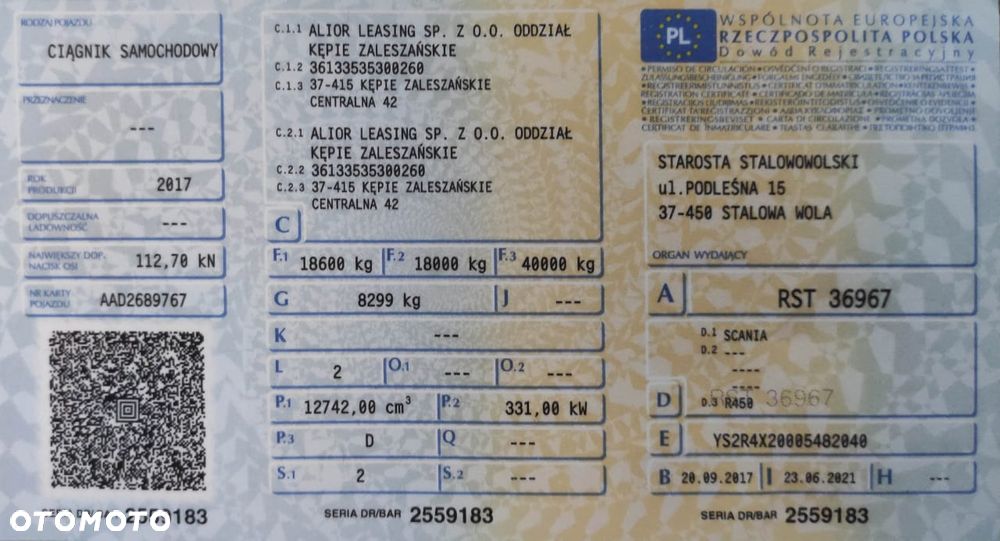 RODZAJ POJAZDU
CIĄGNIK SAMOCHODOWY
PRZEZNACZENIE
---
ROK PRODUKCJI
2017
DOPUSZCZALNA ŁADOWNOŚĆ
---
NAJWIĘKSZY DOP. NACISK OSI
112,70 kN
NR KARTY POJAZDU
AAD2689767
OTOMOTO
2559183
C.1.1 ALIOR LEASING SP. Z O.O. ODDZIAŁ
KĘPIE ZALESZAŃSKIE
C.1.2 36133535300260
C.1.3 37-415 KĘPIE ZALESZAŃSKIE
CENTRALNA 42
C.2.1 ALIOR LEASING SP. Z O.O. ODDZIAŁ
KĘPIE ZALESZAŃSKIE
C.2.2 36133535300260
C.2.3 37-415 KĘPIE ZALESZAŃSKIE
CENTRALNA 42
C
F.1 18600 kg F.2 18000 kg F.3 40000 kg
G 8299 kg J ---
K ---
L 2 O.1 --- O.2 ---
P.1 12742,00 cm³ P.2 331,00 kW
P.3 D Q ---
S.1 2 S.2 ---
SERIA DR/BAR 2559183
PL
WSPÓLNOTA EUROPEJSKA
RZECZPOSPOLITA POLSKA
Dowód Rejestracyjny
STAROSTA STALOWOWOLSKI
ul.PODLEŚNA 15
37-450 STALOWA WOLA
ORGAN WYDAJĄCY
A RST 36967
D.1 SCANIA
D.2 ---
----
----
D D.3 R450
36967
E YS2R4X20005482040
B 20.09.2017 I 23.06.2021 H ---
SERIA DR/BAR 2559183